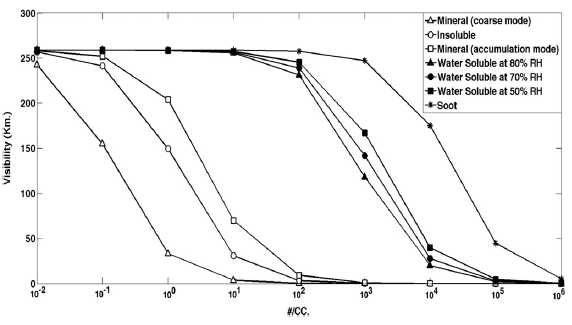 300
250
200
150
100
50
0
Visibility (Km.)
10^-2 10^-1 10^0 10^1 10^2 10^3 10^4 10^5 10^6
#/CC.
Mineral (coarse mode)
Insoluble
Mineral (accumulation mode)
Water Soluble at 80% RH
Water Soluble at 70% RH
Water Soluble at 50% RH
Soot